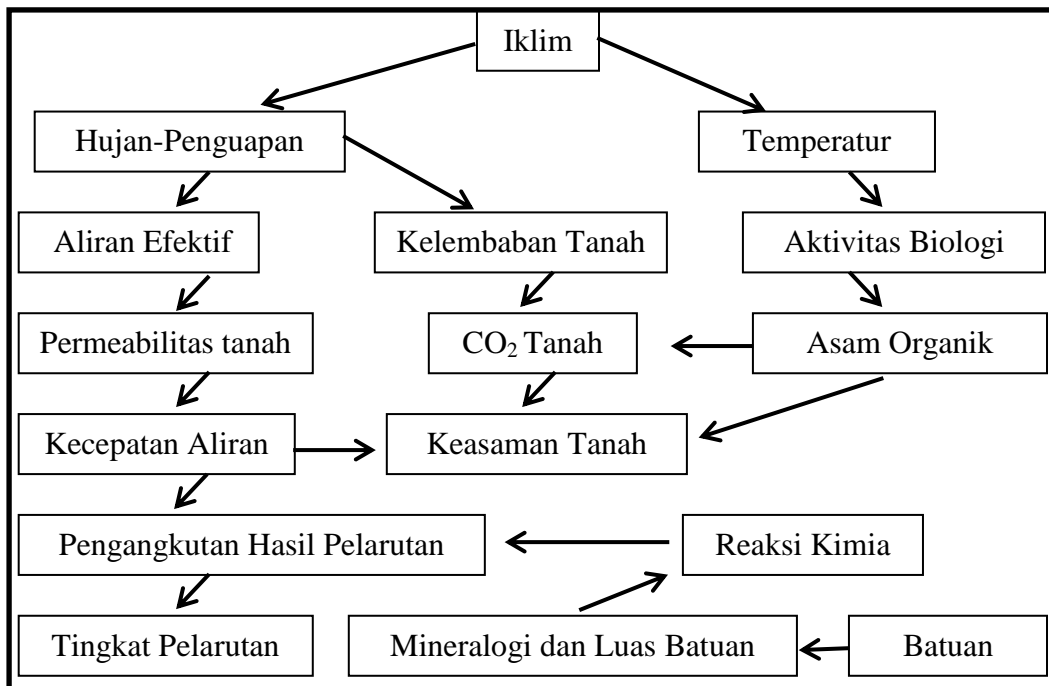 Iklim
Hujan-Penguapan
Temperatur
Aliran Efektif
Kelembaban Tanah
Aktivitas Biologi
Permeabilitas tanah
CO₂ Tanah
Asam Organik
Kecepatan Aliran
Keasaman Tanah
Pengangkutan Hasil Pelarutan
Reaksi Kimia
Tingkat Pelarutan
Mineralogi dan Luas Batuan
Batuan